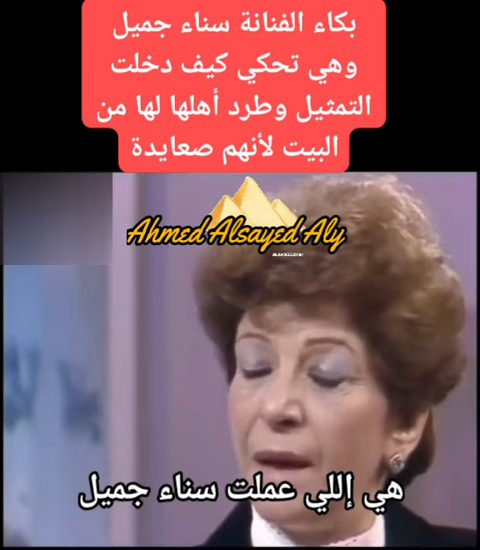 بكاء الفنانة سناء جميل
وهي تحكي كيف دخلت
التمثيل وطرد أهلها لها من
البيت لأنهم صعايدة
Ahmed Alsayed Aly
هي إللي عملت سناء جميل